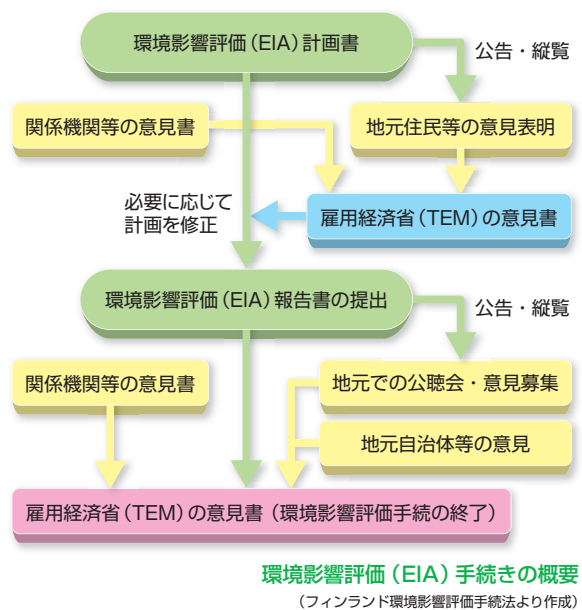 環境影響評価（EIA）計画書
公告・縦覧
関係機関等の意見書
地元住民等の意見表明
必要に応じて
計画を修正
雇用経済省（TEM）の意見書
環境影響評価（EIA）報告書の提出
公告・縦覧
関係機関等の意見書
地元での公聴会・意見募集
地元自治体等の意見
雇用経済省（TEM）の意見書（環境影響評価手続の終了）
環境影響評価（EIA）手続きの概要
（フィンランド環境影響評価手続法より作成）